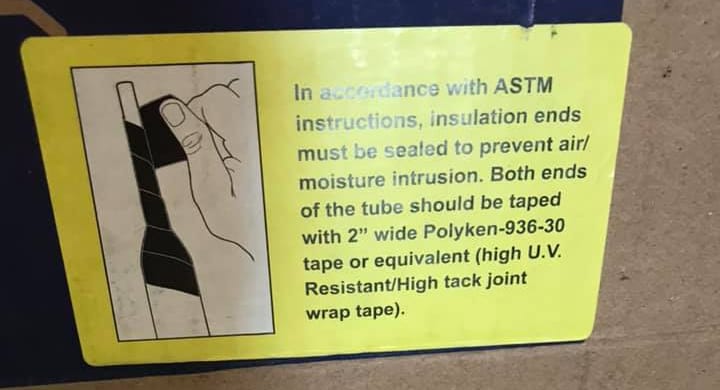 In accordance with ASTM
instructions, insulation ends
must be sealed to prevent air/
moisture intrusion. Both ends
of the tube should be taped
with 2” wide Polyken-936-30
tape or equivalent (high U.V.
Resistant/High tack joint
wrap tape).